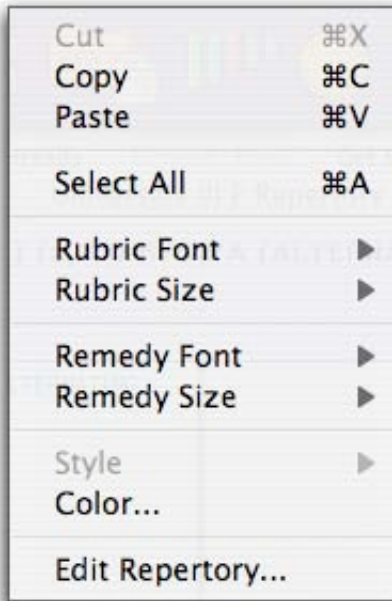 Cut ⌘X
Copy ⌘C
Paste ⌘V
Select All ⌘A
Rubric Font
Rubric Size
Remedy Font
Remedy Size
Style
Color...
Edit Repertory...